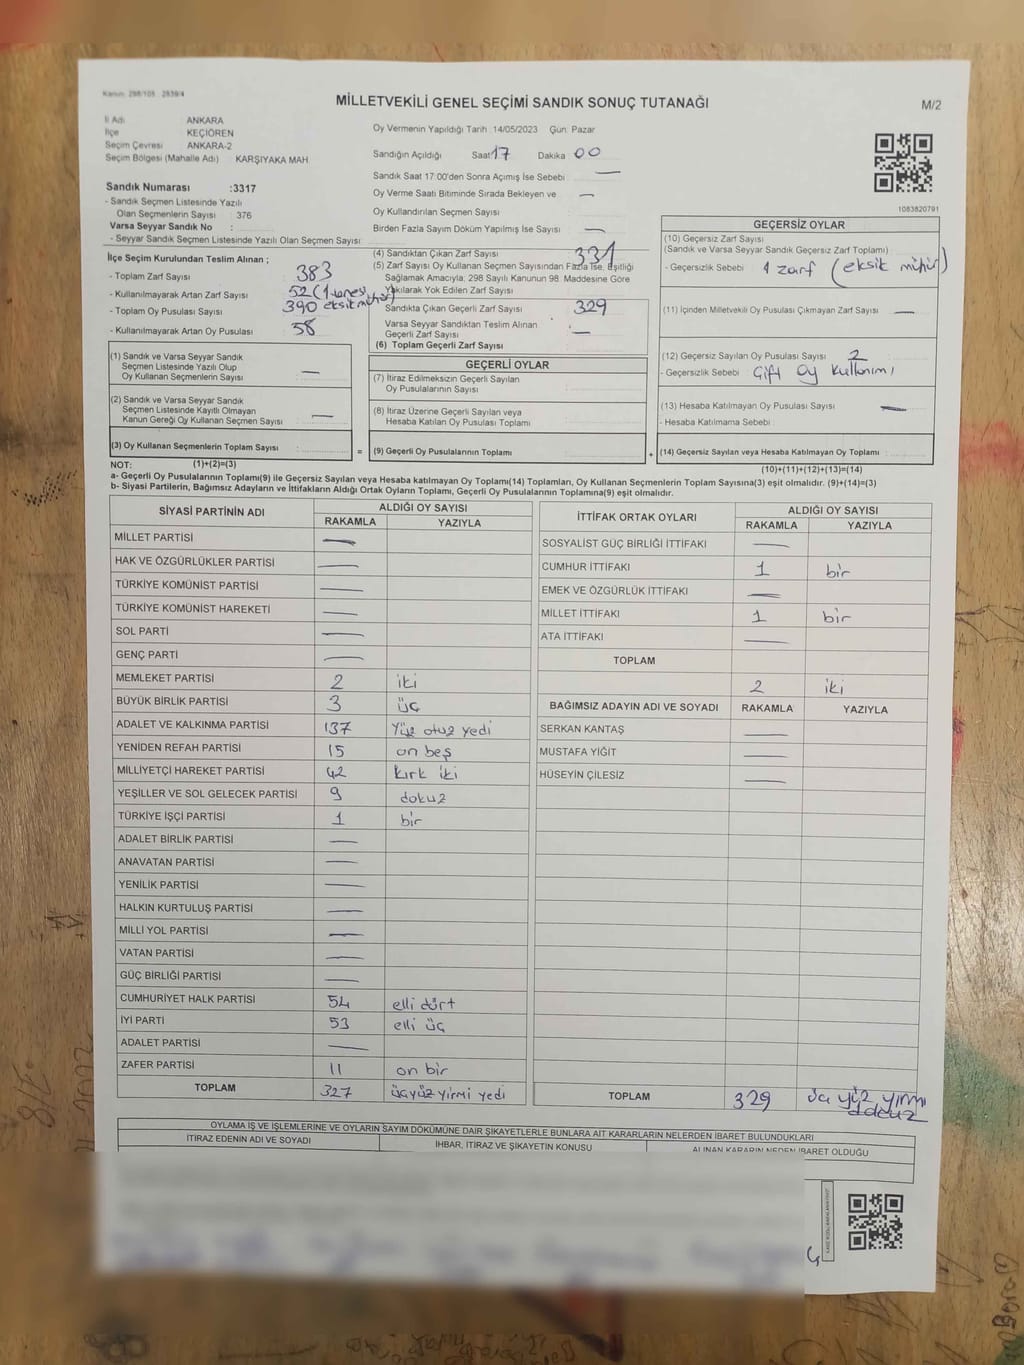 Kanun: 298/105 2839/4
MİLLETVEKİLİ GENEL SEÇİMİ SANDIK SONUÇ TUTANAĞI
M/2
İl Adı ANKARA
İlçe KEÇİÖREN
Seçim Çevresi ANKARA-2
Seçim Bölgesi (Mahalle Adı) KARŞIYAKA MAH
Sandık Numarası :3317
- Sandık Seçmen Listesinde Yazılı
Olan Seçmenlerin Sayısı : 376
Varsa Seyyar Sandık No :
- Seyyar Sandık Seçmen Listesinde Yazılı Olan Seçmen Sayısı
İlçe Seçim Kurulundan Teslim Alınan ;
- Toplam Zarf Sayısı 383
- Kullanılmayarak Artan Zarf Sayısı 52 (1 tanesi eksik mühür)
- Toplam Oy Pusulası Sayısı 390
- Kullanılmayarak Artan Oy Pusulası 58
Oy Vermenin Yapıldığı Tarih : 14/05/2023 Gün: Pazar
Sandığın Açıldığı Saat 17 Dakika 00
Sandık Saat 17:00'den Sonra Açımış İse Sebebi : —
Oy Verme Saati Bitiminde Sırada Bekleyen ve —
Oy Kullandırılan Seçmen Sayısı
Birden Fazla Sayım Döküm Yapılmış İse Sayısı —
(4) Sandıktan Çıkan Zarf Sayısı 331
(5) Zarf Sayısı Oy Kullanan Seçmen Sayısından Fazla İse, Eşitliği
Sağlamak Amacıyla; 298 Sayılı Kanunun 98. Maddesine Göre
Yakılarak Yok Edilen Zarf Sayısı
Sandıkta Çıkan Geçerli Zarf Sayısı 329
Varsa Seyyar Sandıktan Teslim Alınan
Geçerli Zarf Sayısı : —
(6) Toplam Geçerli Zarf Sayısı
1083820791
GEÇERSİZ OYLAR
(10) Geçersiz Zarf Sayısı
(Sandık ve Varsa Seyyar Sandık Geçersiz Zarf Toplamı)
- Geçersizlik Sebebi : 1 zarf (eksik mühür)
(11) İçinden Milletvekili Oy Pusulası Çıkmayan Zarf Sayısı —
(12) Geçersiz Sayılan Oy Pusulası Sayısı 2
- Geçersizlik Sebebi Çift oy kullanımı
(13) Hesaba Katılmayan Oy Pusulası Sayısı —
- Hesaba Katılmama Sebebi :
(14) Geçersiz Sayılan veya Hesaba Katılmayan Oy Toplamı
(10)+(11)+(12)+(13)=(14)
(1) Sandık ve Varsa Seyyar Sandık
Seçmen Listesinde Yazılı Olup
Oy Kullanan Seçmenlerin Sayısı : —
(2) Sandık ve Varsa Seyyar Sandık
Seçmen Listesinde Kayıtlı Olmayan
Kanun Gereği Oy Kullanan Seçmen Sayısı —
(3) Oy Kullanan Seçmenlerin Toplam Sayısı :
=
(1)+(2)=(3)
GEÇERLİ OYLAR
(7) İtiraz Edilmeksizin Geçerli Sayılan
Oy Pusulalarının Sayısı
(8) İtiraz Üzerine Geçerli Sayılan veya
Hesaba Katılan Oy Pusulası Toplamı
(9) Geçerli Oy Pusulalarının Toplamı
+
NOT:
a- Geçerli Oy Pusulalarının Toplamı(9) ile Geçersiz Sayılan veya Hesaba katılmayan Oy Toplamı(14) Toplamları, Oy Kullanan Seçmenlerin Toplam Sayısına(3) eşit olmalıdır. (9)+(14)=(3)
b- Siyasi Partilerin, Bağımsız Adayların ve İttifakların Aldığı Ortak Oyların Toplamı, Geçerli Oy Pusulalarının Toplamına(9) eşit olmalıdır.
SİYASİ PARTİNİN ADI ALDIĞI OY SAYISI
RAKAMLA YAZIYLA
MİLLET PARTİSİ —
HAK VE ÖZGÜRLÜKLER PARTİSİ —
TÜRKİYE KOMÜNİST PARTİSİ —
TÜRKİYE KOMÜNİST HAREKETİ —
SOL PARTİ —
GENÇ PARTİ —
MEMLEKET PARTİSİ 2 iki
BÜYÜK BİRLİK PARTİSİ 3 üç
ADALET VE KALKINMA PARTİSİ 137 Yüz otuz yedi
YENİDEN REFAH PARTİSİ 15 on beş
MİLLİYETÇİ HAREKET PARTİSİ 42 kırk iki
YEŞİLLER VE SOL GELECEK PARTİSİ 9 dokuz
TÜRKİYE İŞÇİ PARTİSİ 1 bir
ADALET BİRLİK PARTİSİ —
ANAVATAN PARTİSİ —
YENİLİK PARTİSİ —
HALKIN KURTULUŞ PARTİSİ —
MİLLİ YOL PARTİSİ —
VATAN PARTİSİ —
GÜÇ BİRLİĞİ PARTİSİ —
CUMHURİYET HALK PARTİSİ 54 elli dört
İYİ PARTİ 53 elli üç
ADALET PARTİSİ —
ZAFER PARTİSİ 11 on bir
TOPLAM 327 üçyüz yirmi yedi
İTTİFAK ORTAK OYLARI ALDIĞI OY SAYISI
RAKAMLA YAZIYLA
SOSYALİST GÜÇ BİRLİĞİ İTTİFAKI —
CUMHUR İTTİFAKI 1 bir
EMEK VE ÖZGÜRLÜK İTTİFAKI —
MİLLET İTTİFAKI 1 bir
ATA İTTİFAKI —
TOPLAM
2 iki
BAĞIMSIZ ADAYIN ADI VE SOYADI RAKAMLA YAZIYLA
SERKAN KANTAŞ —
MUSTAFA YİĞİT —
HÜSEYİN ÇİLESİZ —
TOPLAM 329 üç yüz yirmi dokuz
OYLAMA İŞ VE İŞLEMLERİNE VE OYLARIN SAYIM DÖKÜMÜNE DAİR ŞİKAYETLERLE BUNLARA AİT KARARLARIN NELERDEN İBARET BULUNDUKLARI
İTİRAZ EDENİN ADI VE SOYADI İHBAR, İTİRAZ VE ŞİKAYETİN KONUSU ALINAN KARARIN NEDEN İBARET OLDUĞU